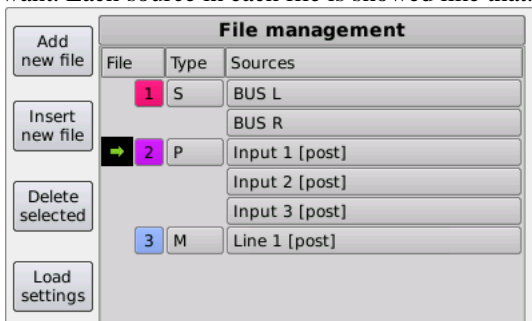 want. Each source in each file is showed
File management
Add
new file
File Type Sources
1 S BUS L
BUS R
Insert
new file
2 P Input 1 [post]
Input 2 [post]
Delete
selected
Input 3 [post]
3 M Line 1 [post]
Load
settings